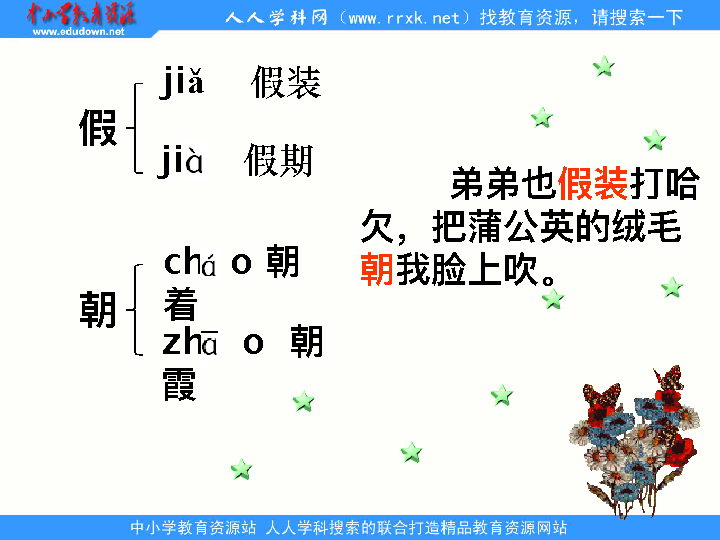 中小学教育资源
www.edudown.net
人人学科网（www.rrxk.net）找教育资源，请搜索一下
假
jiǎ 假装
jià 假期
弟弟也假装打哈
欠，把蒲公英的绒毛
朝我脸上吹。
朝
chá o 朝
着
zhā o 朝
霞
中小学教育资源站 人人学科搜索的联合打造精品教育资源网站